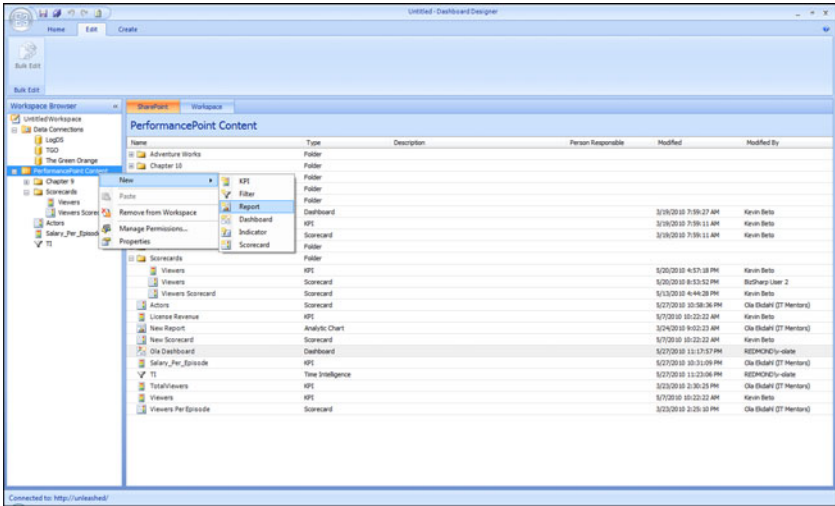 Untitled - Dashboard Designer
Home Edit Create
Bulk Edit
Bulk Edit
Workspace Browser «
SharePoint Workspace
Untitled Workspace
Data Connections
LogDS
TGO
The Green Orange
PerformancePoint Content
Chapter 9
Scorecards
Viewers
Viewers Scorec
Actors
Salary_Per_Episod
TI
New
Paste
Remove from Workspace
Manage Permissions...
Properties
KPI
Filter
Report
Dashboard
Indicator
Scorecard
PerformancePoint Content
Name Type Description Person Responsible Modified Modified By
Adventure Works Folder
Chapter 10 Folder
Folder
Folder
Folder
Dashboard 3/19/2010 7:59:27 AM Kevin Beto
KPI 3/19/2010 7:59:11 AM Kevin Beto
Scorecard 3/19/2010 7:59:11 AM Kevin Beto
Folder
Scorecards Folder
Viewers KPI 5/20/2010 4:57:18 PM Kevin Beto
Viewers Scorecard 5/20/2010 8:53:52 PM BizSharp User 2
Viewers Scorecard Scorecard 5/13/2010 4:44:28 PM Kevin Beto
Actors Scorecard 5/27/2010 10:58:36 PM Ola Ekdahl (IT Mentors)
License Revenue KPI 5/7/2010 10:22:22 AM Kevin Beto
New Report Analytic Chart 3/24/2010 9:02:23 AM Ola Ekdahl (IT Mentors)
New Scorecard Scorecard 5/7/2010 10:22:22 AM Kevin Beto
Ola Dashboard Dashboard 5/27/2010 11:17:57 PM REDMOND\v-olate
Salary_Per_Episode KPI 5/27/2010 10:31:09 PM Ola Ekdahl (IT Mentors)
TI Time Intelligence 5/27/2010 11:23:06 PM REDMOND\v-olate
TotalViewers KPI 3/23/2010 2:30:25 PM Ola Ekdahl (IT Mentors)
Viewers KPI 5/7/2010 10:22:22 AM Kevin Beto
Viewers Per Episode Scorecard 3/23/2010 2:25:10 PM Ola Ekdahl (IT Mentors)
Connected to: http://unleashed/